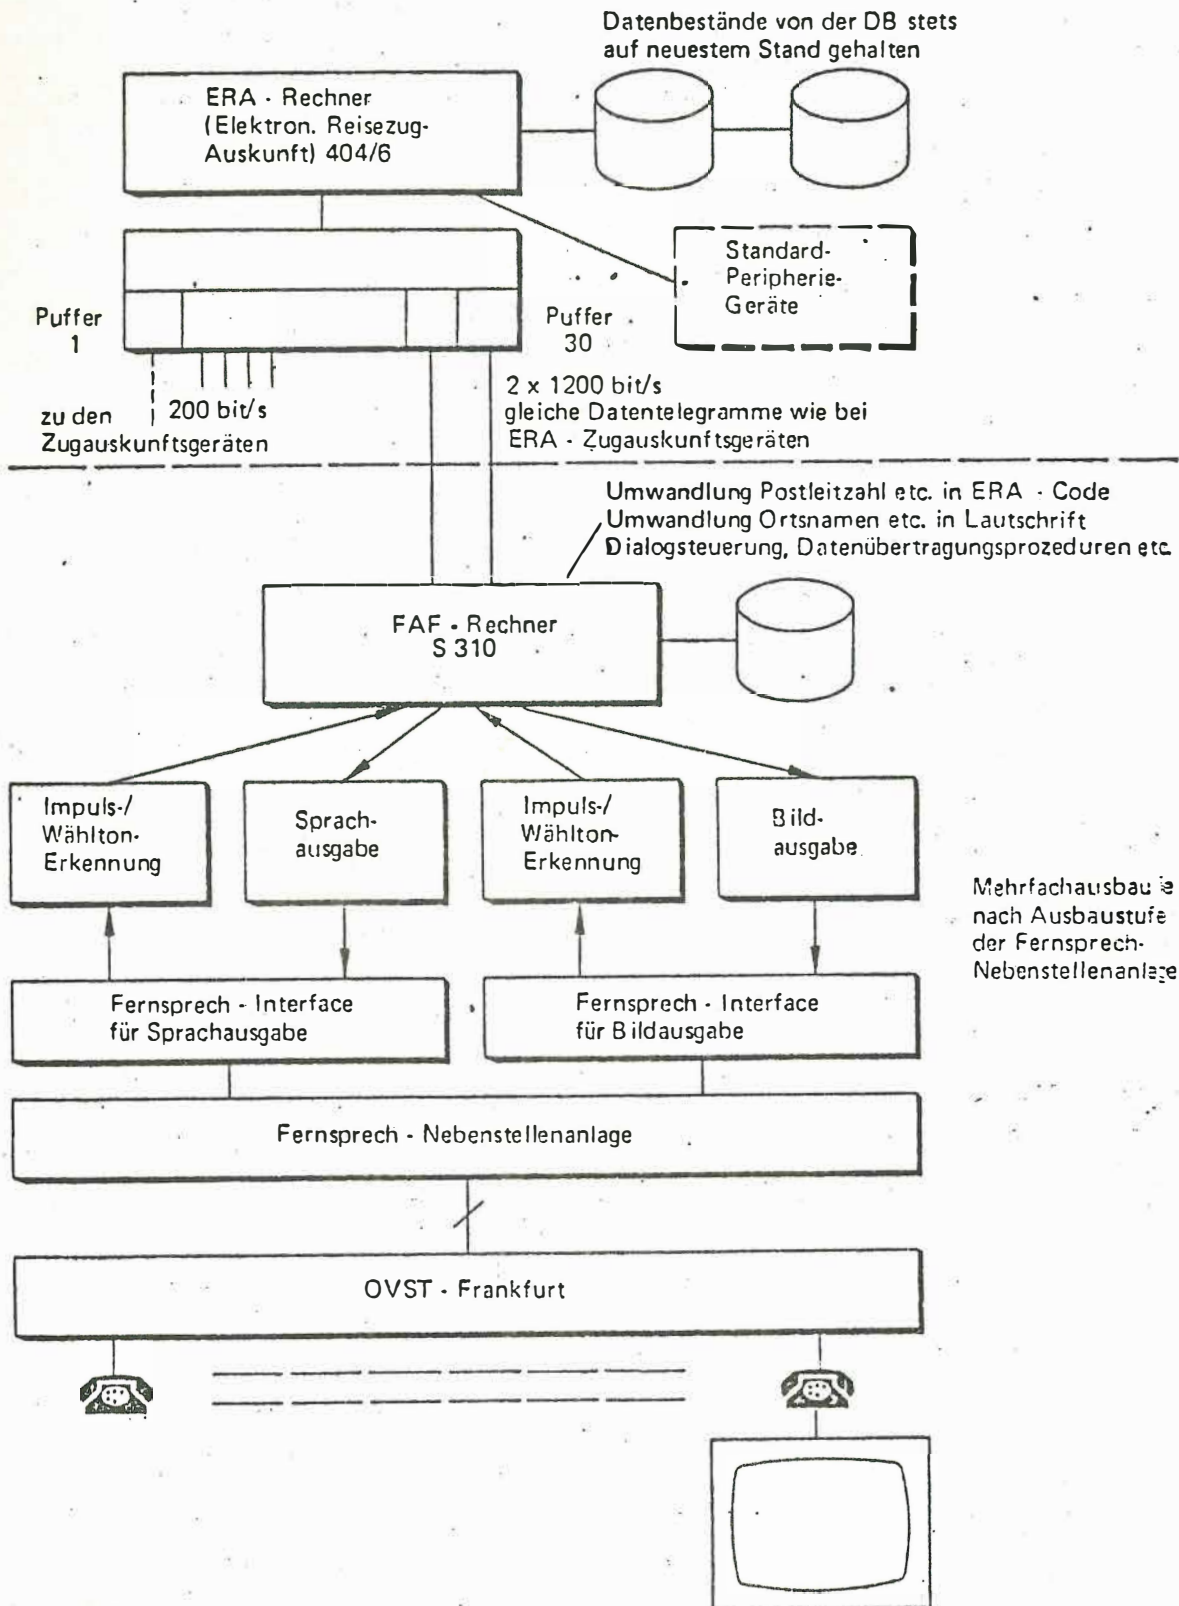 Datenbestände von der DB stets
auf neuestem Stand gehalten
ERA - Rechner
(Elektron. Reisezug-
Auskunft) 404/6
Standard-
Peripherie-
Geräte
Puffer
1
Puffer
30
zu den
Zugauskunftsgeräten
200 bit/s
2 x 1200 bit/s
gleiche Datentelegramme wie bei
ERA - Zugauskunftsgeräten
Umwandlung Postleitzahl etc. in ERA - Code
Umwandlung Ortsnamen etc. in Lautschrift
Dialogsteuerung, Datenübertragungsprozeduren etc.
FAF - Rechner
S 310
Impuls-/
Wählton-
Erkennung
Sprach-
ausgabe
Impuls-/
Wählton-
Erkennung
Bild-
ausgabe
Mehrfachausbau je
nach Ausbaustufe
der Fernsprech-
Nebenstellenanlage
Fernsprech - Interface
für Sprachausgabe
Fernsprech - Interface
für Bildausgabe
Fernsprech - Nebenstellenanlage
OVST - Frankfurt